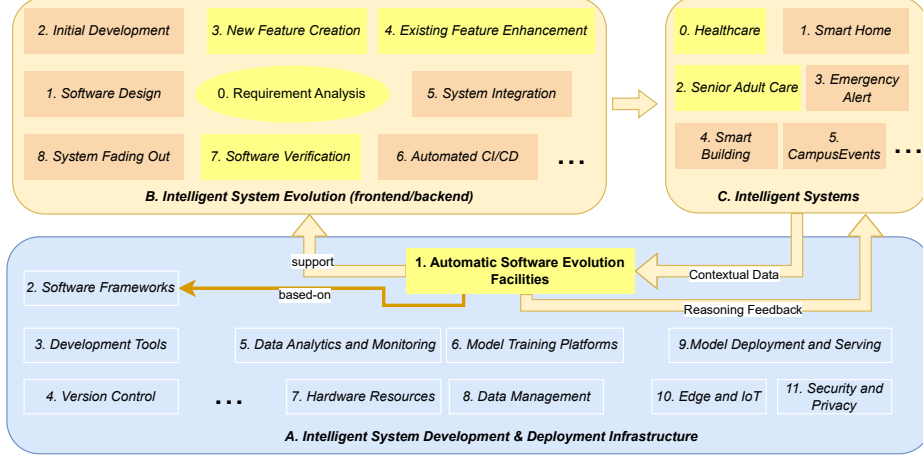 2. Initial Development
3. New Feature Creation
4. Existing Feature Enhancement
1. Software Design
0. Requirement Analysis
5. System Integration
8. System Fading Out
7. Software Verification
6. Automated CI/CD
...
B. Intelligent System Evolution (frontend/backend)
0. Healthcare
1. Smart Home
2. Senior Adult Care
3. Emergency
Alert
4. Smart
Building
5.
CampusEvents
...
C. Intelligent Systems
support
1. Automatic Software Evolution
Facilities
Contextual Data
2. Software Frameworks
based-on
Reasoning Feedback
3. Development Tools
5. Data Analytics and Monitoring
6. Model Training Platforms
9.Model Deployment and Serving
4. Version Control
...
7. Hardware Resources
8. Data Management
10. Edge and IoT
11. Security and
Privacy
A. Intelligent System Development & Deployment Infrastructure